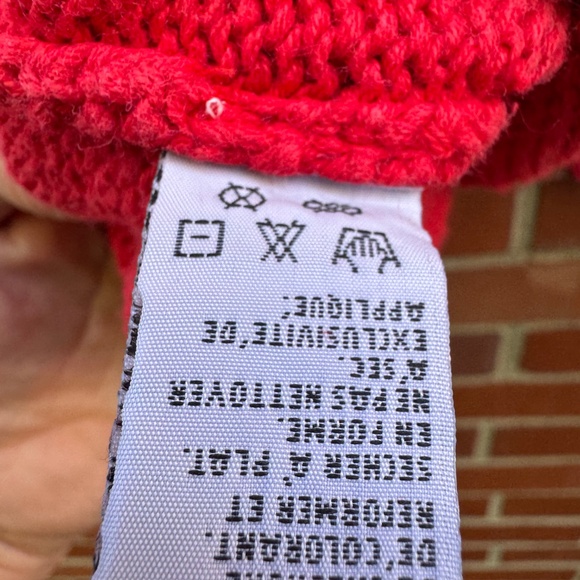 DE'COLORANT.
REFORMER ET
SECHER A' PLAT.
EN FORME.
NE PAS NETTOYER
A'SEC.
EXCLUSIVITE'DE
APPLIQUE'.